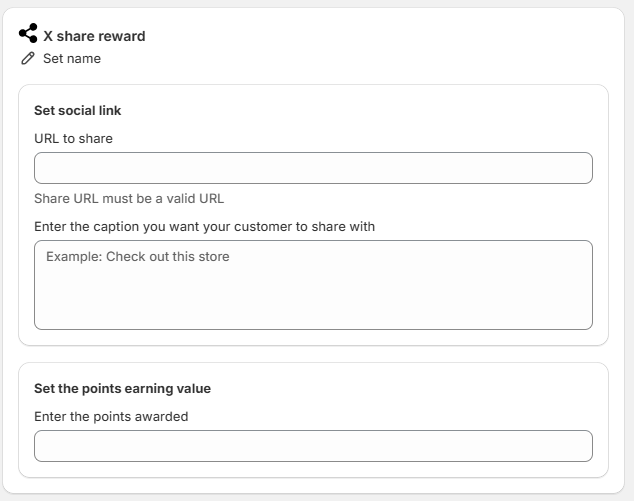 X share reward
Set name
Set social link
URL to share
Share URL must be a valid URL
Enter the caption you want your customer to share with
Example: Check out this store
Set the points earning value
Enter the points awarded